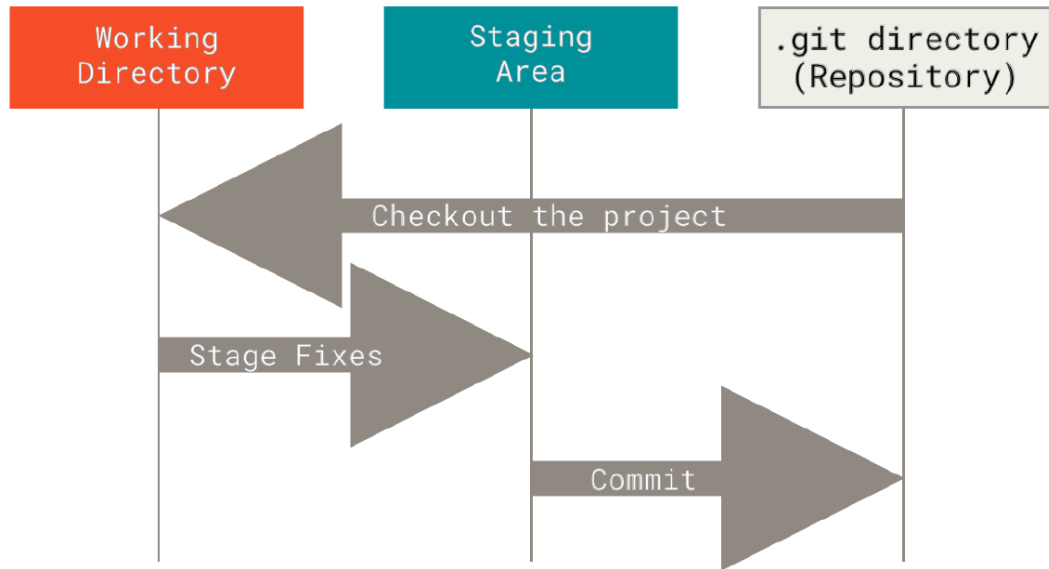 Working
Directory
Staging
Area
.git directory
(Repository)
Checkout the project
Stage Fixes
Commit